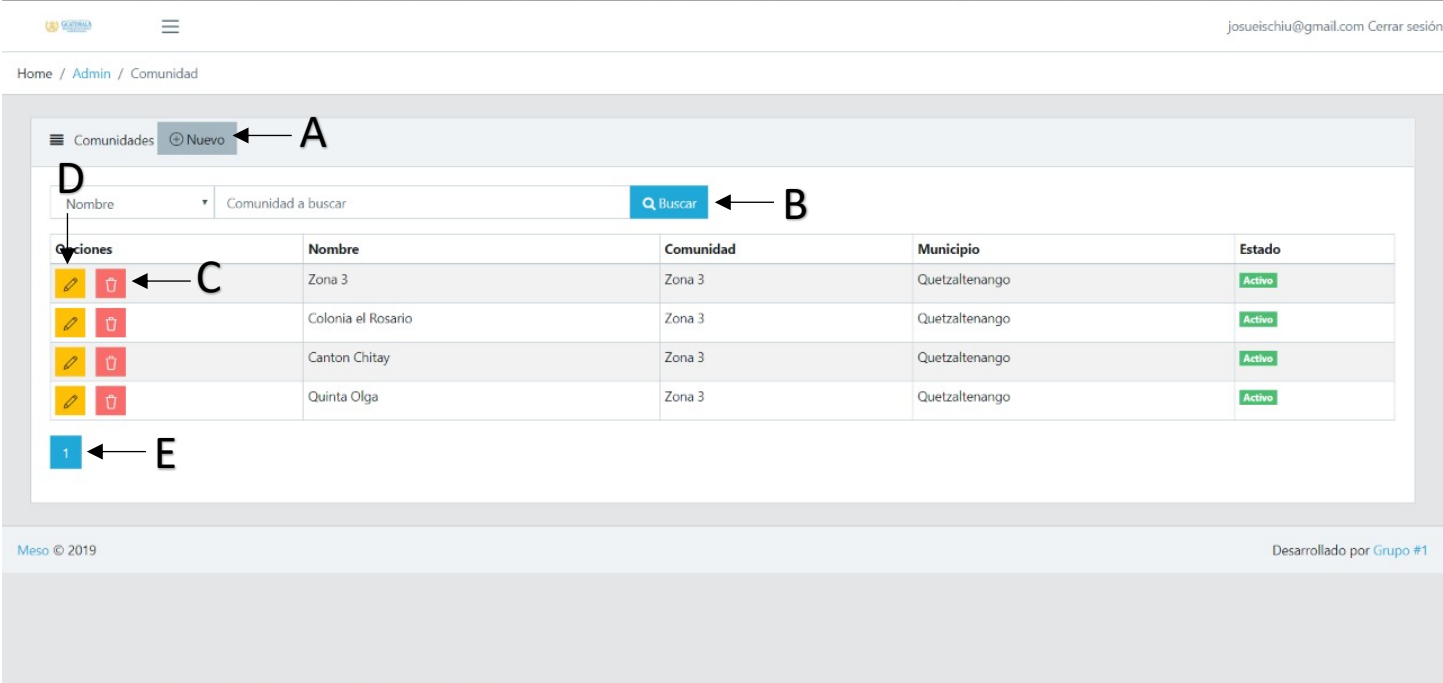 GUATEMALA
josueischiu@gmail.com Cerrar sesión
Home / Admin / Comunidad
Comunidades Nuevo A
D
Nombre Comunidad a buscar Buscar B
Opciones Nombre Comunidad Municipio Estado
C Zona 3 Zona 3 Quetzaltenango Activo
Colonia el Rosario Zona 3 Quetzaltenango Activo
Canton Chitay Zona 3 Quetzaltenango Activo
Quinta Olga Zona 3 Quetzaltenango Activo
1 E
Meso © 2019 Desarrollado por Grupo #1